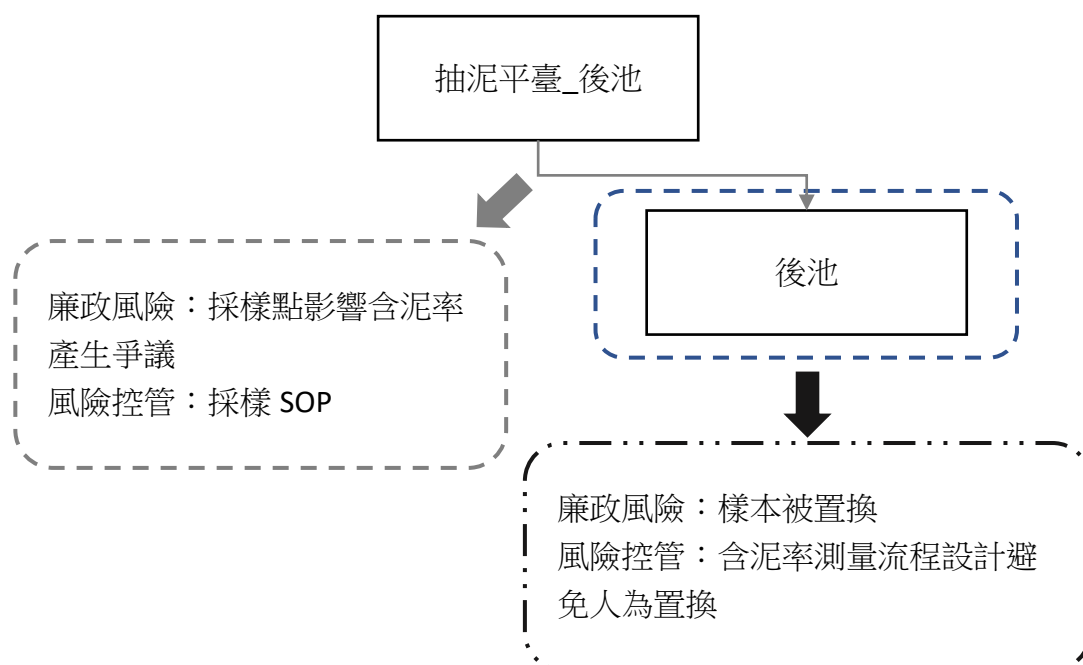 抽泥平臺_後池
後池
廉政風險：採樣點影響含泥率
產生爭議
風險控管：採樣 SOP
廉政風險：樣本被置換
風險控管：含泥率測量流程設計避
免人為置換